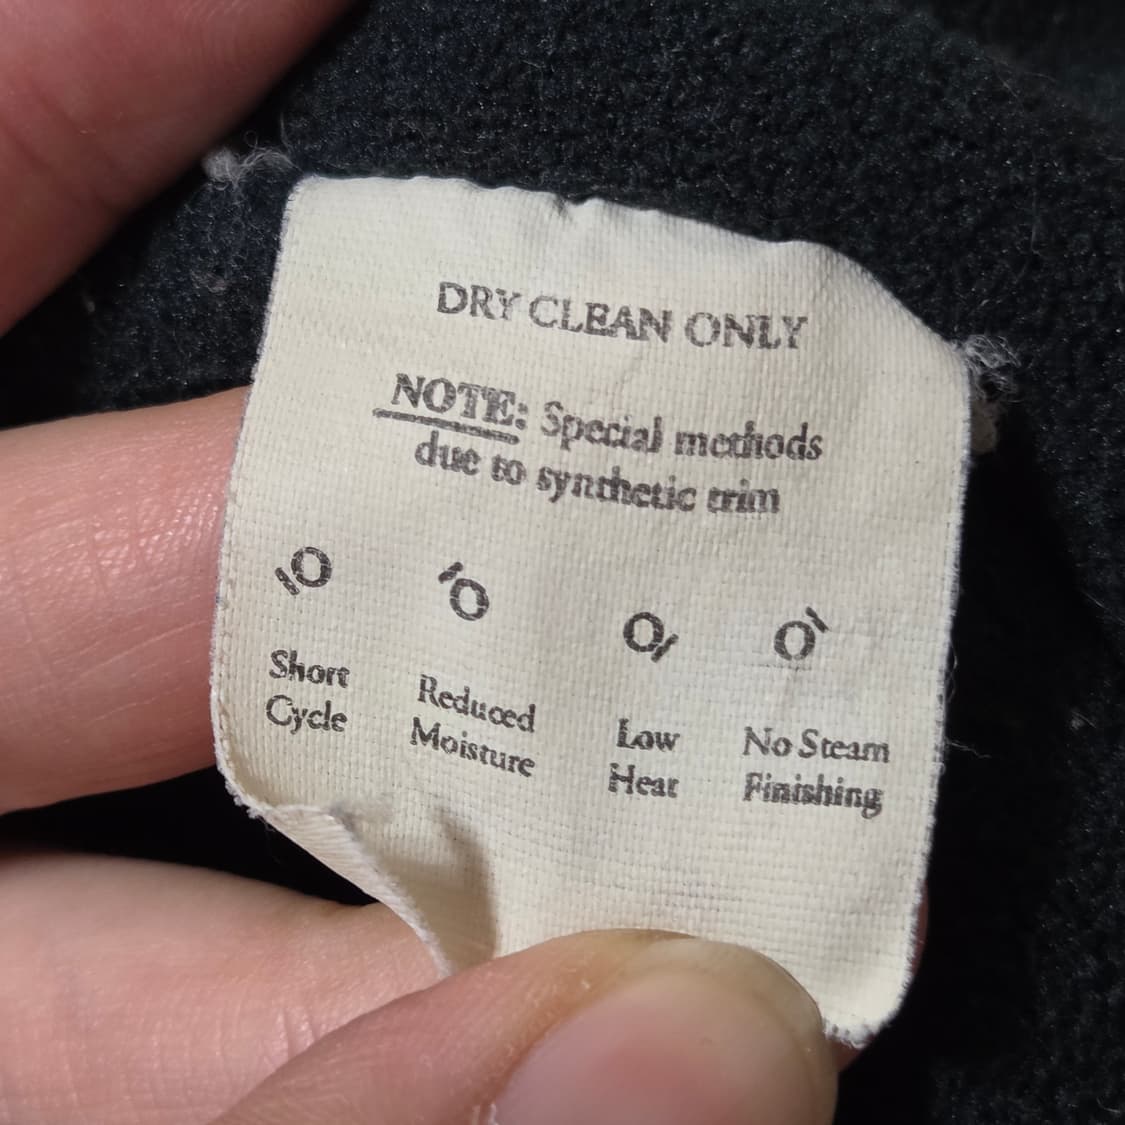 DRY CLEAN ONLY
NOTE: Special methods
due to synthetic trim
Short Cycle
Reduced Moisture
Low Heat
No Steam Finishing